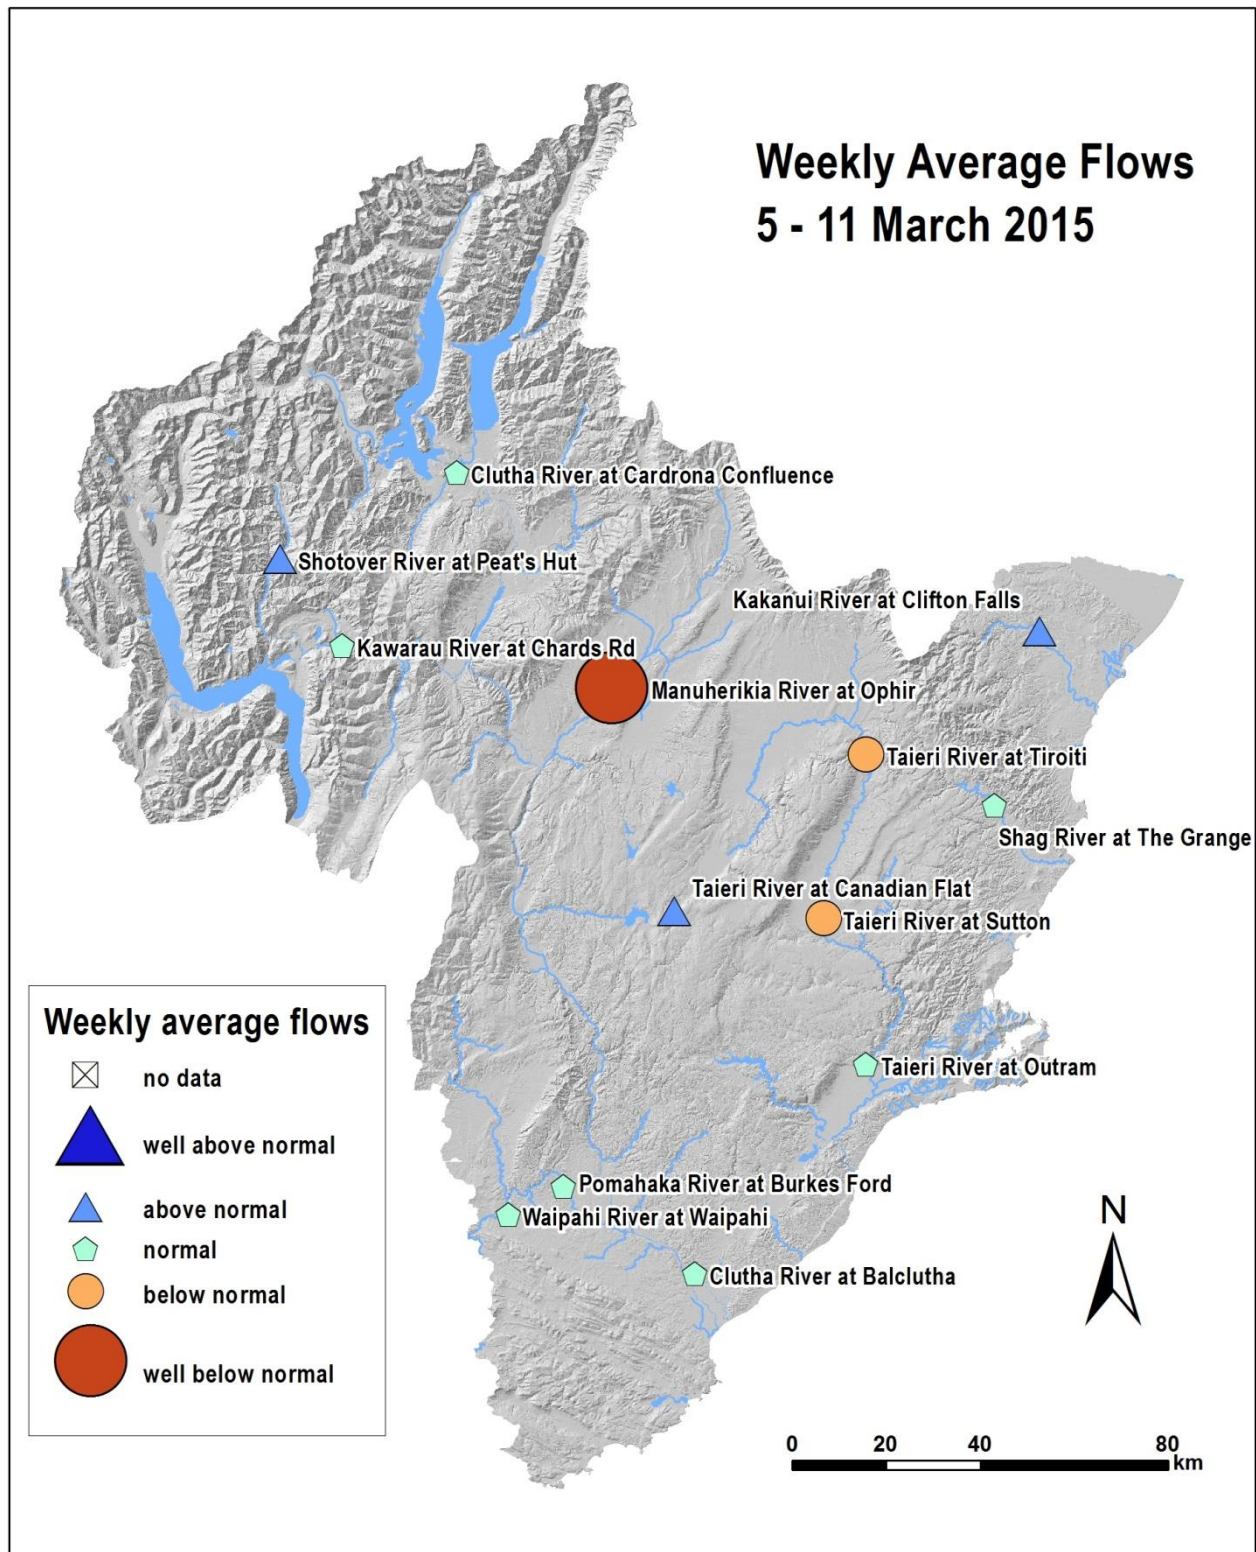 Weekly Average Flows
5 - 11 March 2015
Clutha River at Cardrona Confluence
Shotover River at Peat's Hut
Kakanui River at Clifton Falls
Kawarau River at Chards Rd
Manuherikia River at Ophir
Taieri River at Tiroiti
Shag River at The Grange
Taieri River at Canadian Flat
Taieri River at Sutton
Taieri River at Outram
Pomahaka River at Burkes Ford
Waipahi River at Waipahi
Clutha River at Balclutha
Weekly average flows
no data
well above normal
above normal
normal
below normal
well below normal
N
0 20 40 80
km